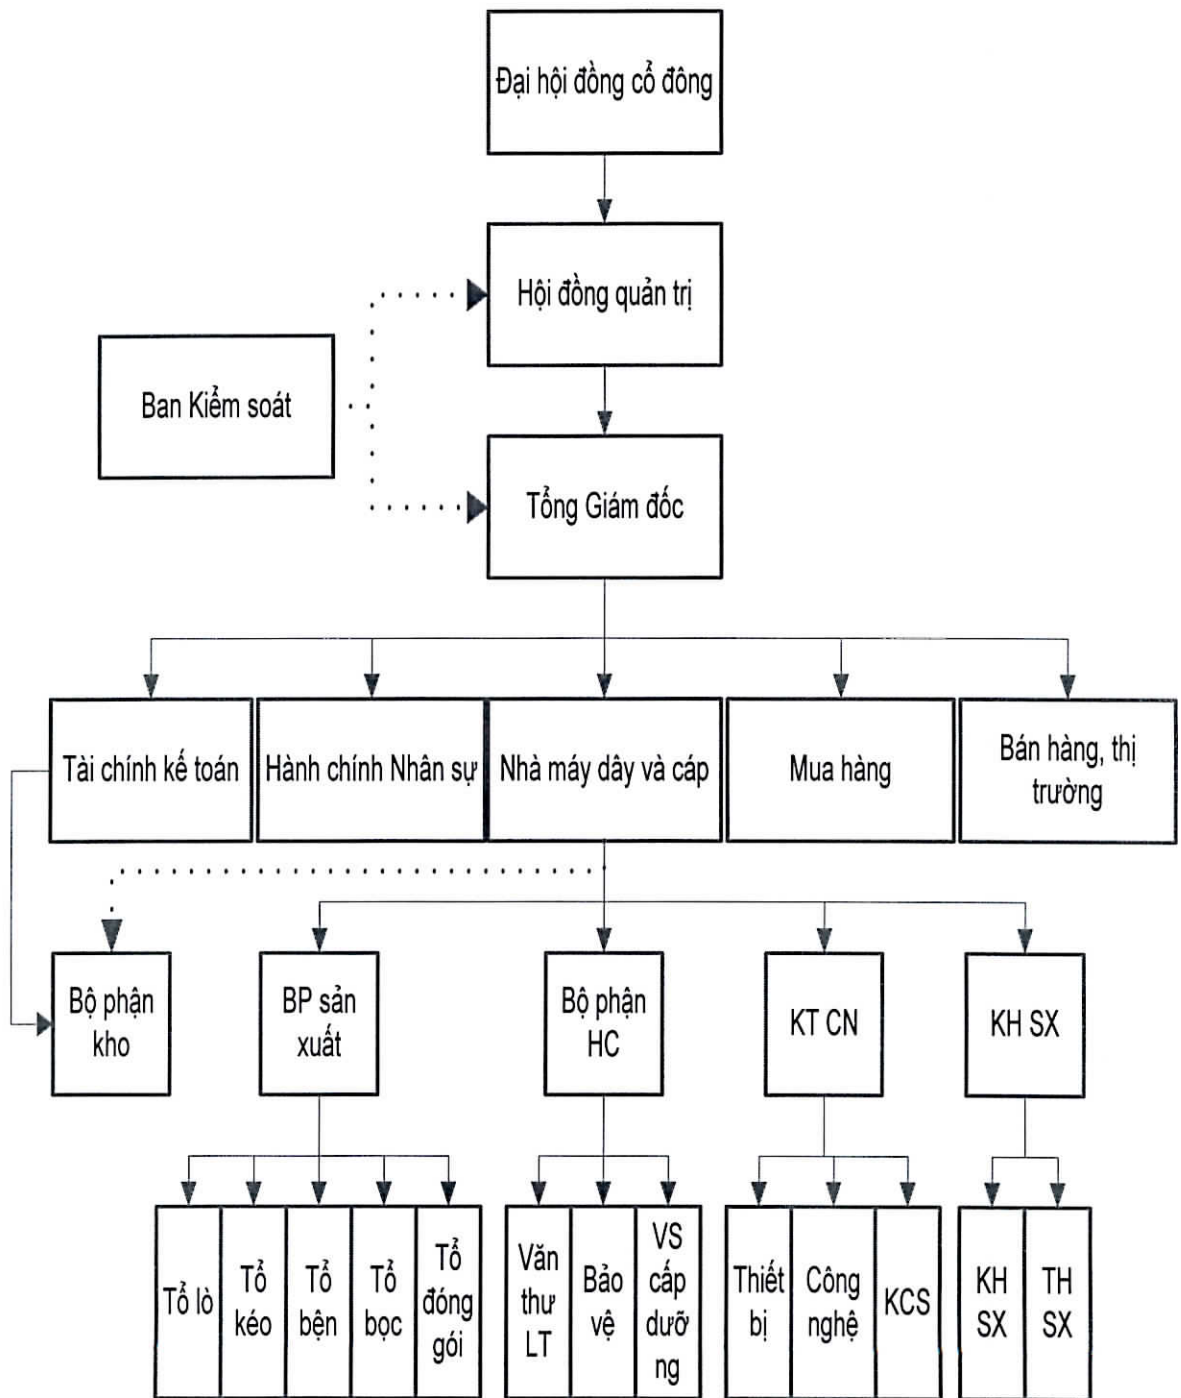 Đại hội đồng cổ đông
Hội đồng quản trị
Ban Kiểm soát
Tổng Giám đốc
Tài chính kế toán
Hành chính Nhân sự
Nhà máy dây và cáp
Mua hàng
Bán hàng, thị
trường
Bộ phận
kho
BP sản
xuất
Bộ phận
HC
KT CN
KH SX
Tổ lò
Tổ
kéo
Tổ
bện
Tổ
bọc
Tổ
đóng
gói
Văn
thư
LT
Bảo
vệ
VS
cấp
dưỡ
ng
Thiết
bị
Công
nghệ
KCS
KH
SX
TH
SX